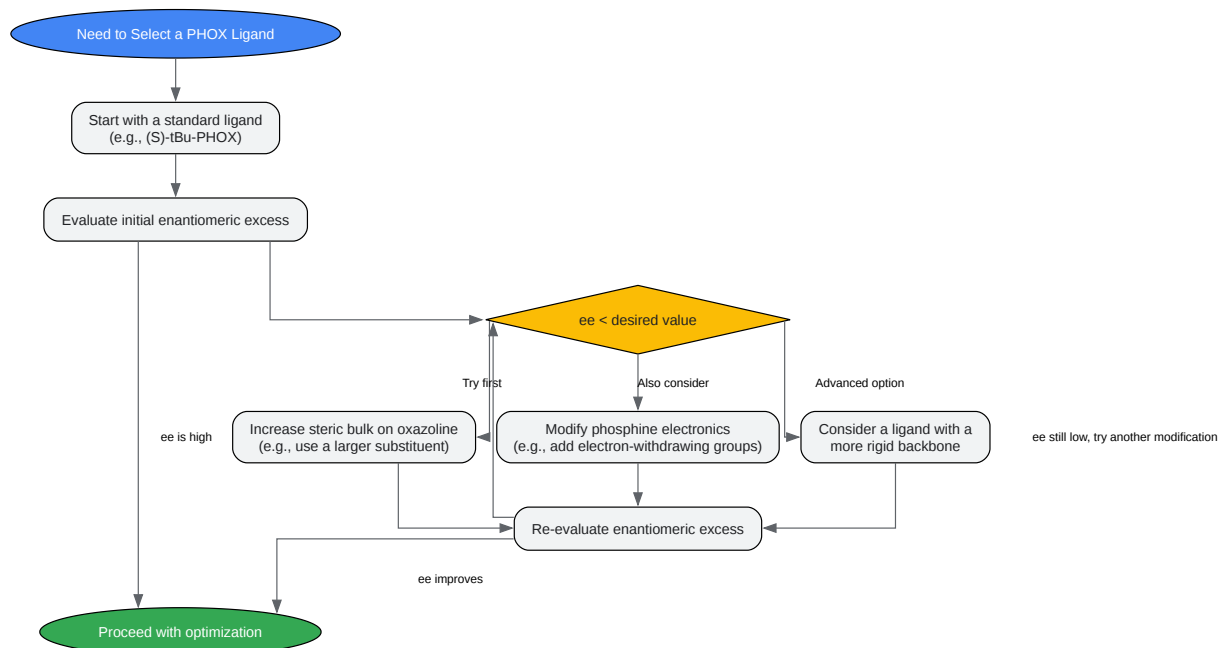 Need to Select a PHOX Ligand
Start with a standard ligand
(e.g., (S)-tBu-PHOX)
Evaluate initial enantiomeric excess
ee < desired value
Try first
Also consider
Advanced option
ee is high
Increase steric bulk on oxazoline
(e.g., use a larger substituent)
Modify phosphine electronics
(e.g., add electron-withdrawing groups)
Consider a ligand with a
more rigid backbone
ee still low, try another modification
Re-evaluate enantiomeric excess
ee improves
Proceed with optimization